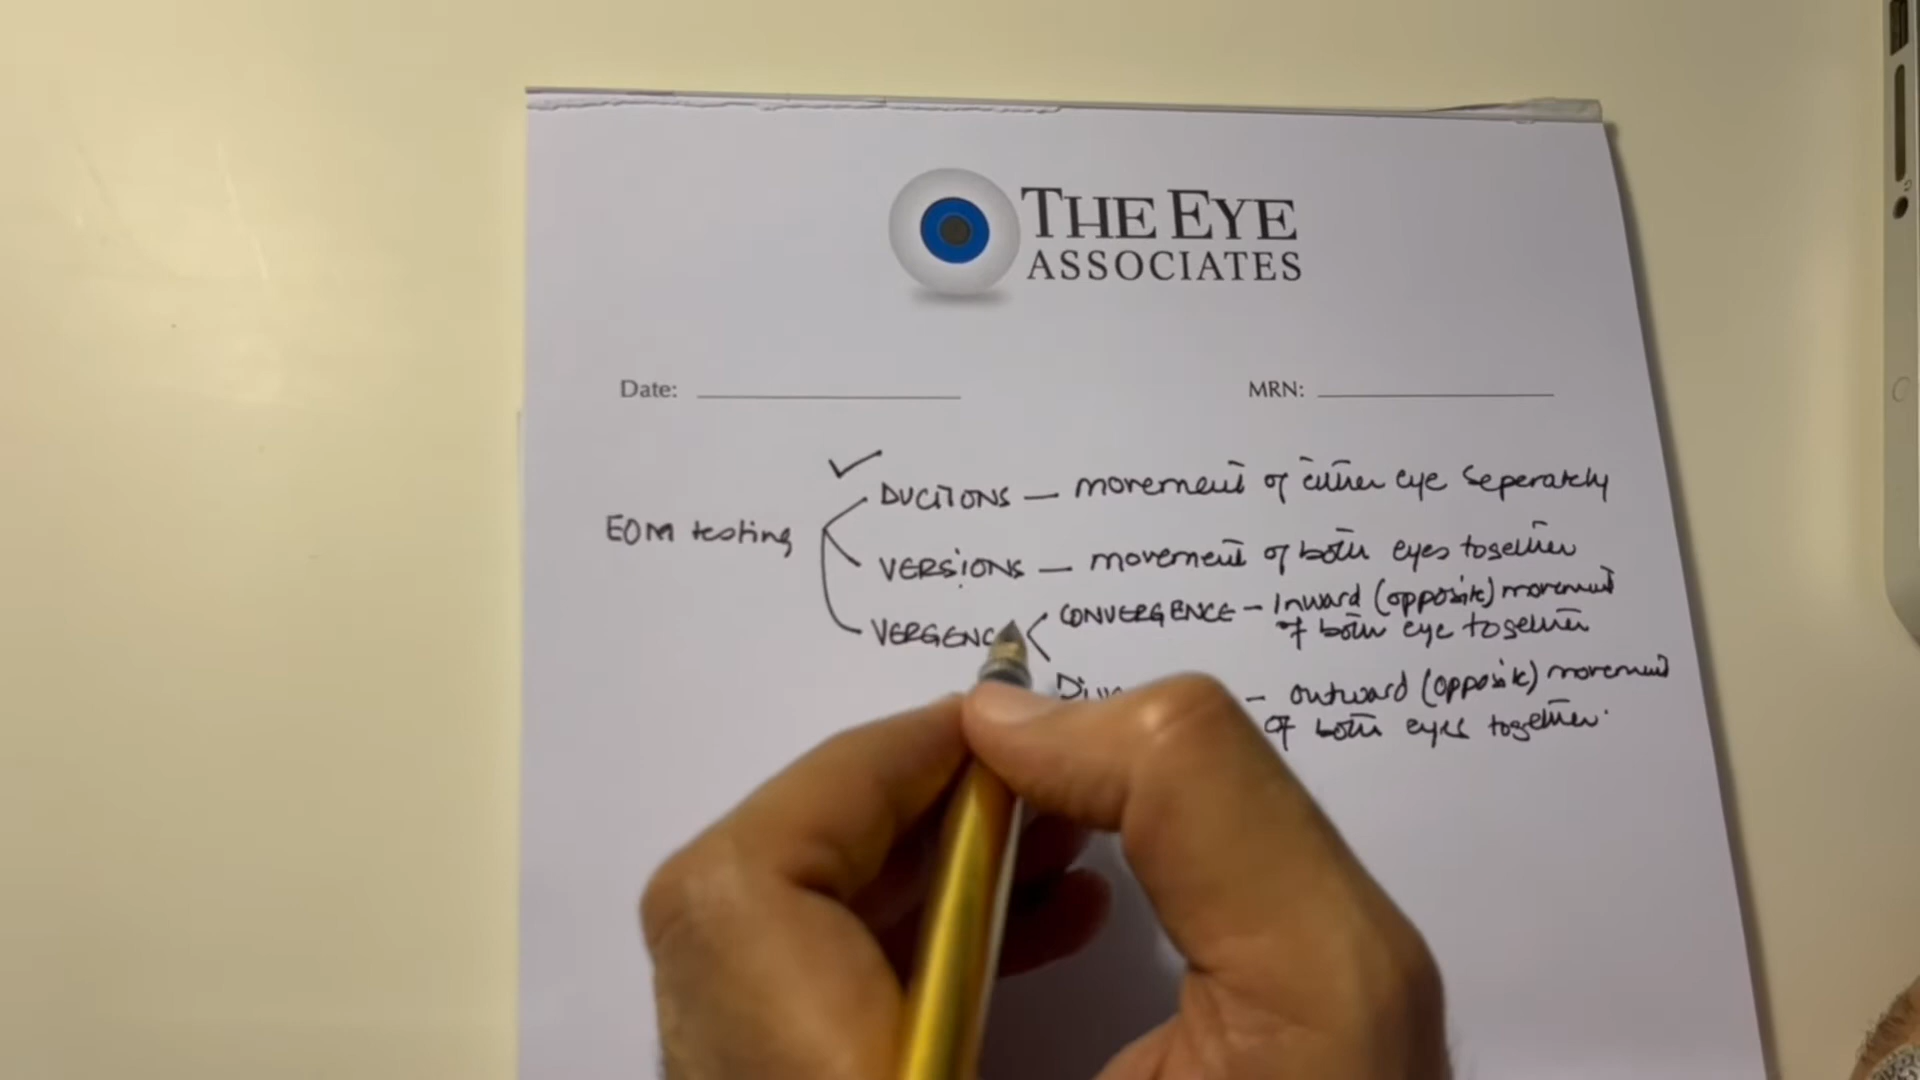 THE EYE
ASSOCIATES
Date:
MRN:
DUCTIONS — movement of either eye seperately
EOM testing
VERSIONS — movement of both eyes together
VERGENC
CONVERGENCE – Inward (opposite) movement
of both eye together
– outward (opposite) movement
of both eyes together.